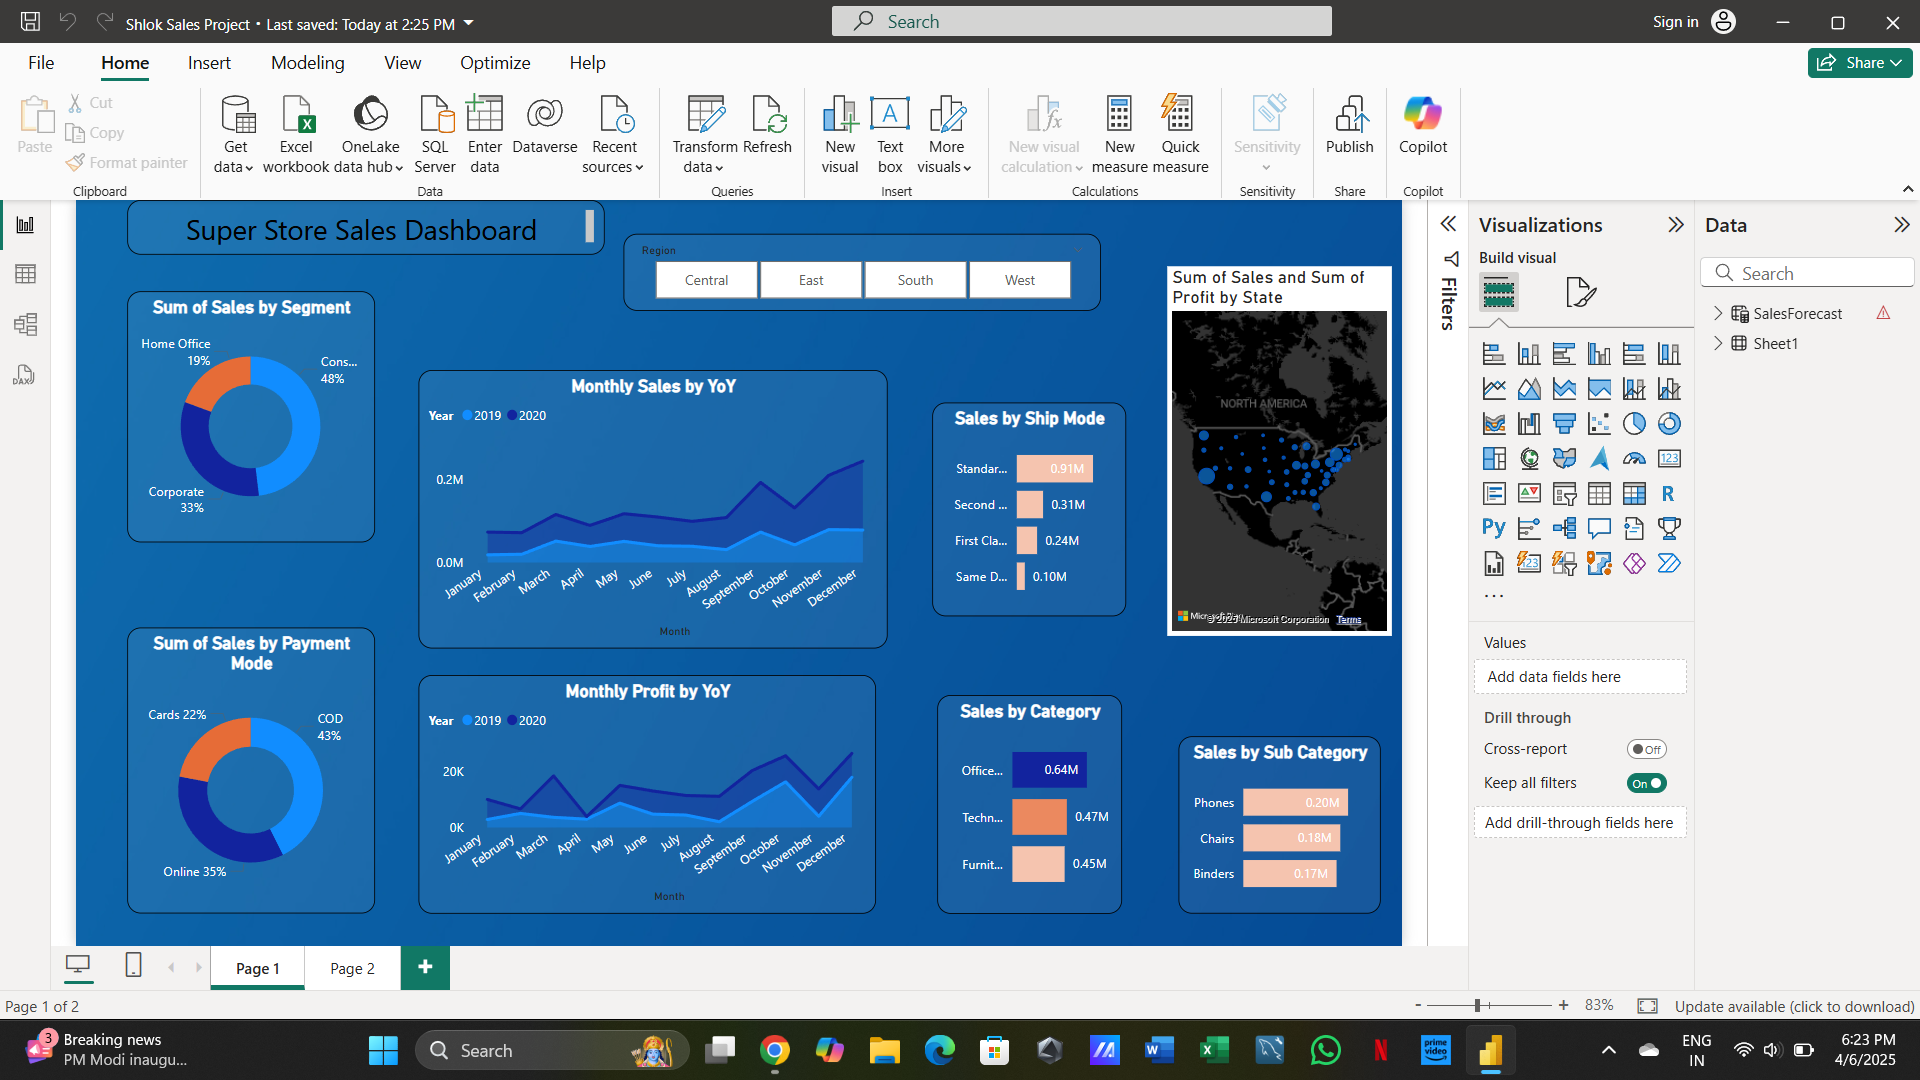 Shlok Sales Project • Last saved: Today at 2:25 PM
Search
Sign in
File
Home
Insert
Modeling
View
Optimize
Help
Share
Paste
Cut
Copy
Format painter
Clipboard
Get data
Excel workbook
OneLake data hub
SQL Server
Enter data
Dataverse
Recent sources
Data
Transform data
Refresh
Queries
New visual
Text box
More visuals
Insert
New visual calculation
New measure
Quick measure
Calculations
Sensitivity
Sensitivity
Publish
Share
Copilot
Copilot
Super Store Sales Dashboard
Region
Central
East
South
West
Sum of Sales by Segment
Home Office
19%
Cons...
48%
Corporate
33%
Monthly Sales by YoY
Year 2019 2020
0.2M
0.0M
January
February
March
April
May
June
July
August
September
October
November
December
Month
Sales by Ship Mode
Standar... 0.91M
Second ... 0.31M
First Cla... 0.24M
Same D... 0.10M
Sum of Sales and Sum of
Profit by State
NORTH AMERICA
© 2025 Microsoft Corporation Terms
Sum of Sales by Payment
Mode
Cards 22%
COD
43%
Online 35%
Monthly Profit by YoY
Year 2019 2020
20K
0K
January
February
March
April
May
June
July
August
September
October
November
December
Month
Sales by Category
Office... 0.64M
Techn... 0.47M
Furnit... 0.45M
Sales by Sub Category
Phones 0.20M
Chairs 0.18M
Binders 0.17M
Filters
Visualizations
Build visual
123
R
Py
123
...
Values
Add data fields here
Drill through
Cross-report
Off
Keep all filters
On
Add drill-through fields here
Data
Search
SalesForecast
Sheet1
DAX
Page 1
Page 2
+
Page 1 of 2
- + 83%
Update available (click to download)
3
Breaking news
PM Modi inaugu...
Search
prime video
ENG
IN
6:23 PM
4/6/2025